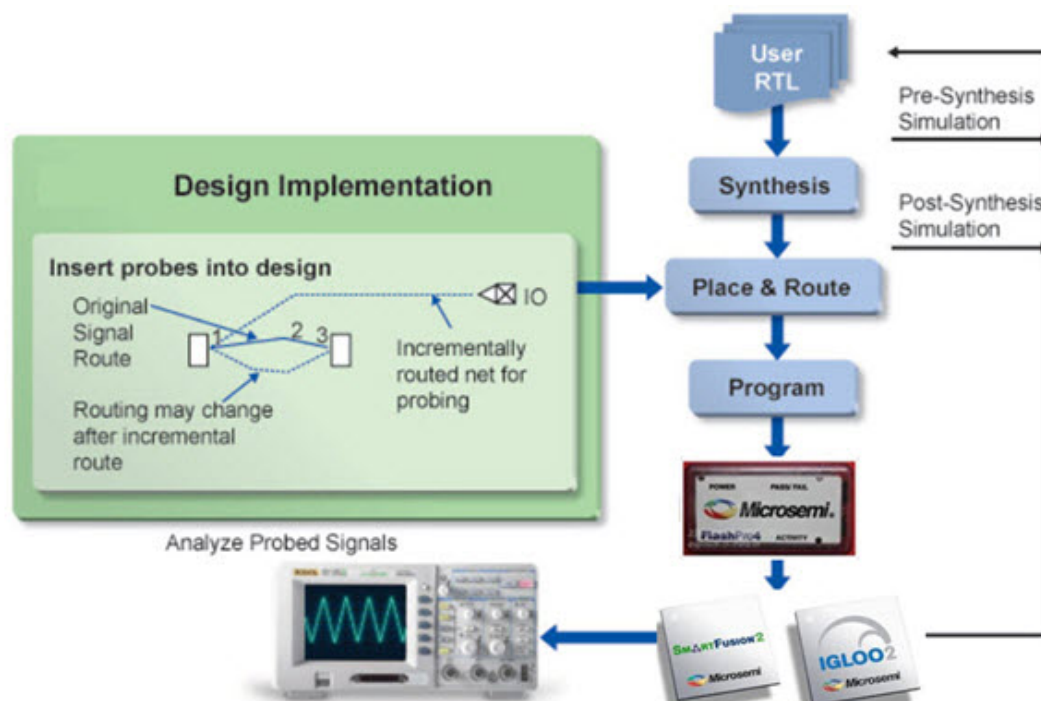 User
RTL
Pre-Synthesis
Simulation
Synthesis
Post-Synthesis
Simulation
Design Implementation
Insert probes into design
Original
Signal
Route
1
2
3
IO
Incrementally
routed net for
probing
Routing may change
after incremental
route
Place & Route
Program
POWER
PASS/FAIL
Microsemi.
FlashPro4
ACTIVITY
Analyze Probed Signals
SMARTFUSION2
Microsemi
IGLOO2
Microsemi